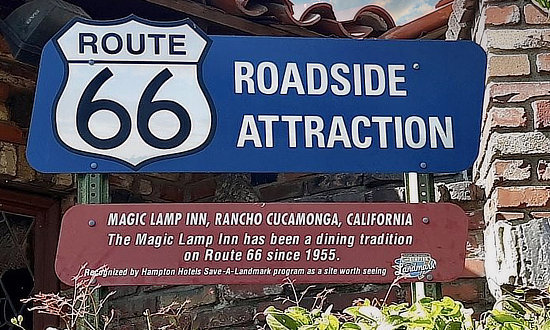 ROUTE
66
ROADSIDE
ATTRACTION
MAGIC LAMP INN, RANCHO CUCAMONGA, CALIFORNIA
The Magic Lamp Inn has been a dining tradition
on Route 66 since 1955.
Recognized by Hampton Hotels Save-A-Landmark program as a site worth seeing
Landmark